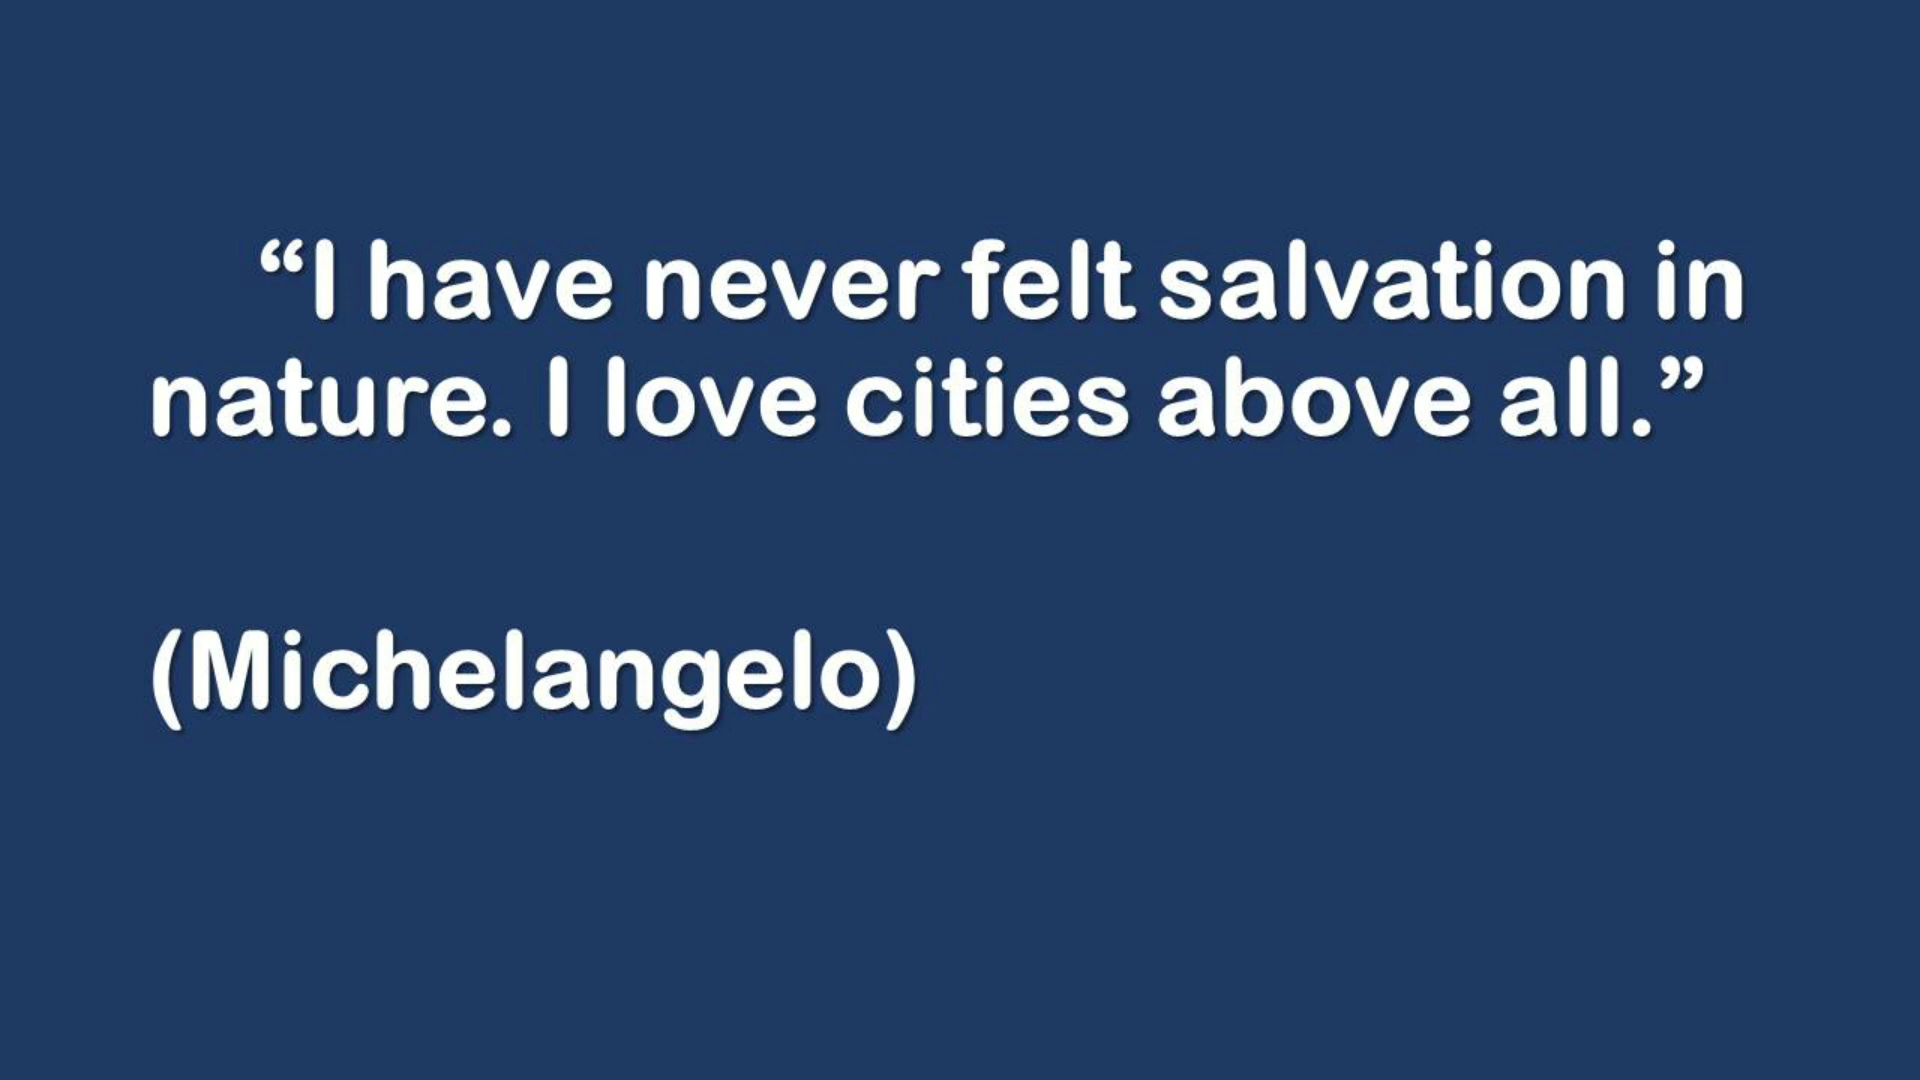 “I have never felt salvation in
nature. I love cities above all.”
(Michelangelo)